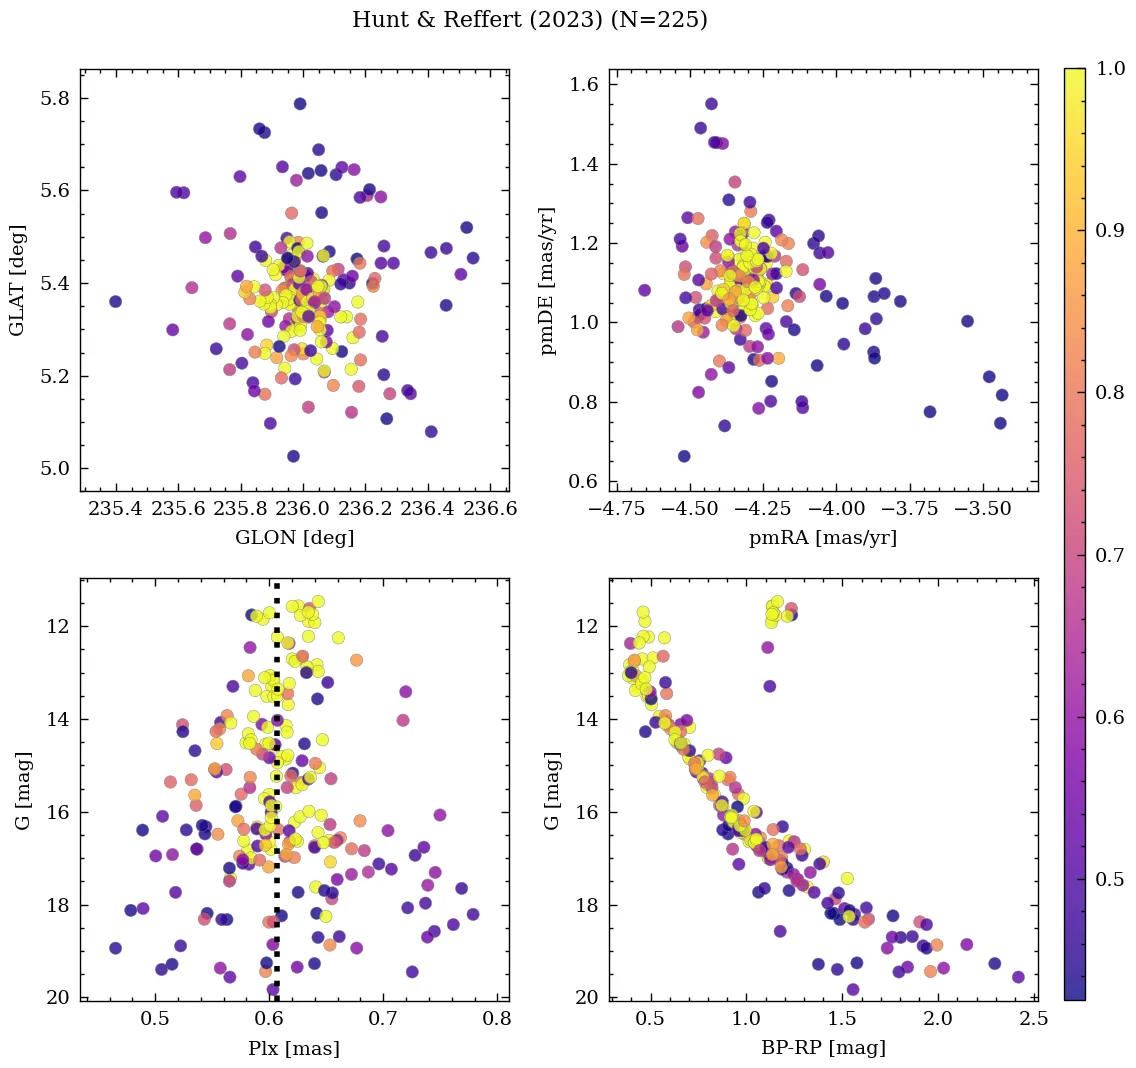 Hunt & Reffert (2023) (N=225)
5.8
5.6
5.4
5.2
5.0
GLAT [deg]
235.4 235.6 235.8 236.0 236.2 236.4 236.6
GLON [deg]
1.6
1.4
1.2
1.0
0.8
0.6
pmDE [mas/yr]
−4.75 −4.50 −4.25 −4.00 −3.75 −3.50
pmRA [mas/yr]
1.0
0.9
0.8
0.7
0.6
0.5
12
14
16
18
20
G [mag]
0.5 0.6 0.7 0.8
Plx [mas]
12
14
16
18
20
G [mag]
0.5 1.0 1.5 2.0 2.5
BP-RP [mag]